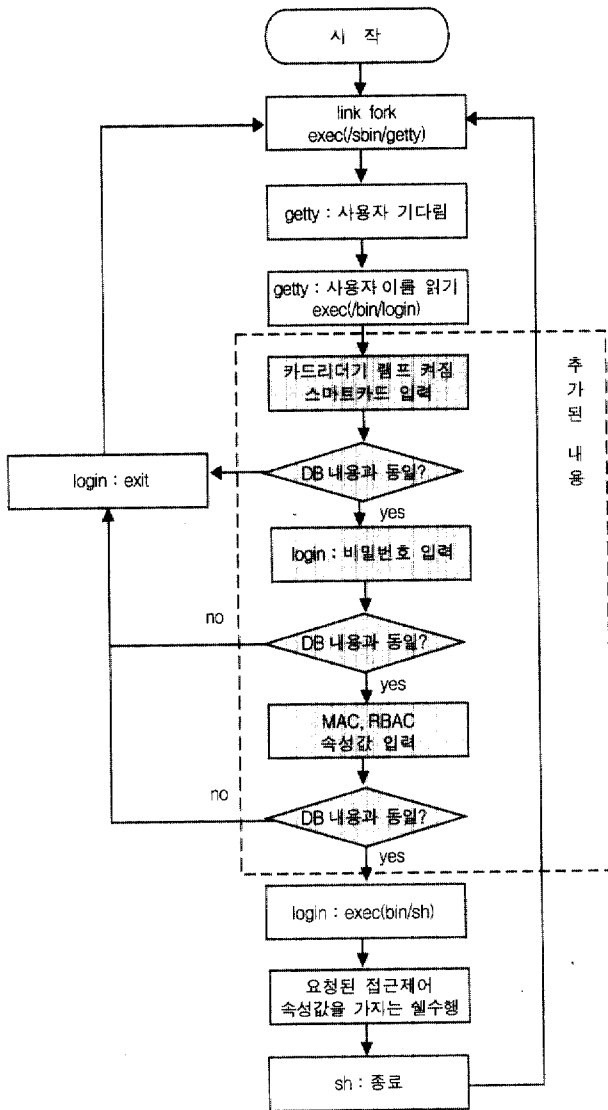 시 작
link fork
exec(/sbin/getty)
getty : 사용자 기다림
getty : 사용자 이름 읽기
exec(/bin/login)
카드리더기 램프 켜짐
스마트카드 입력
추가된 내용
DB 내용과 동일?
login : exit
yes
login : 비밀번호 입력
no
DB 내용과 동일?
yes
MAC, RBAC
속성값 입력
no
DB 내용과 동일?
yes
login : exec(bin/sh)
요청된 접근제어
속성값을 가지는 쉘수행
sh : 종료